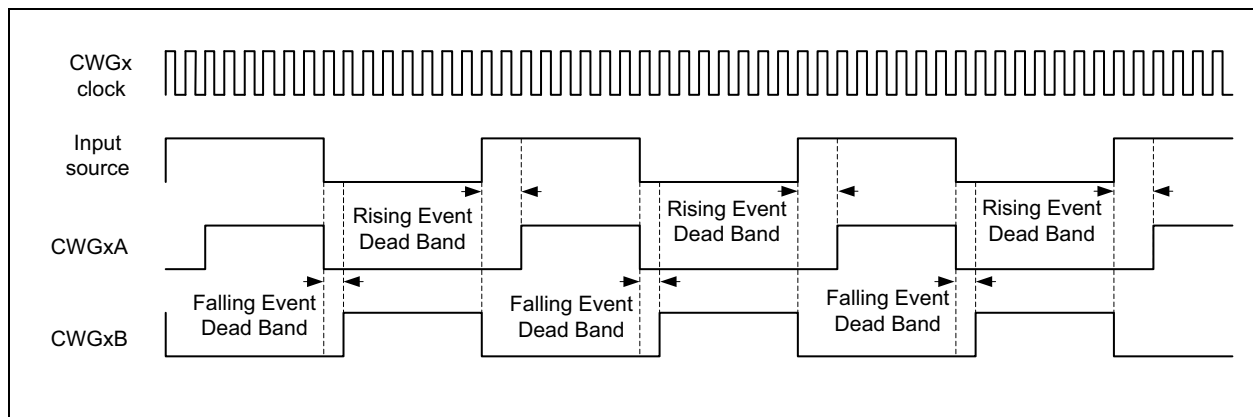 CWGx
clock
Input
source
Rising Event
Dead Band
Rising Event
Dead Band
Rising Event
Dead Band
CWGxA
Falling Event
Dead Band
Falling Event
Dead Band
Falling Event
Dead Band
CWGxB